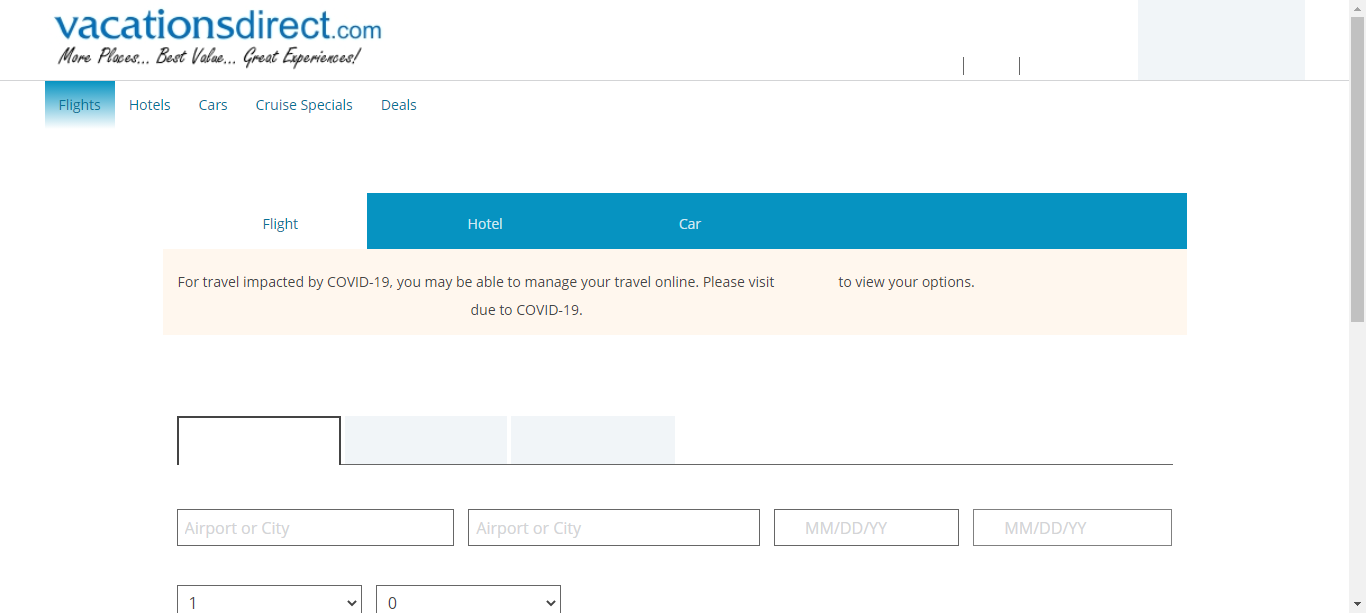 vacationsdirect.com
More Places... Best Value... Great Experiences!
Flights Hotels Cars Cruise Specials Deals
Flight Hotel Car
For travel impacted by COVID-19, you may be able to manage your travel online. Please visit to view your options.
due to COVID-19.
Airport or City Airport or City MM/DD/YY MM/DD/YY
1 0